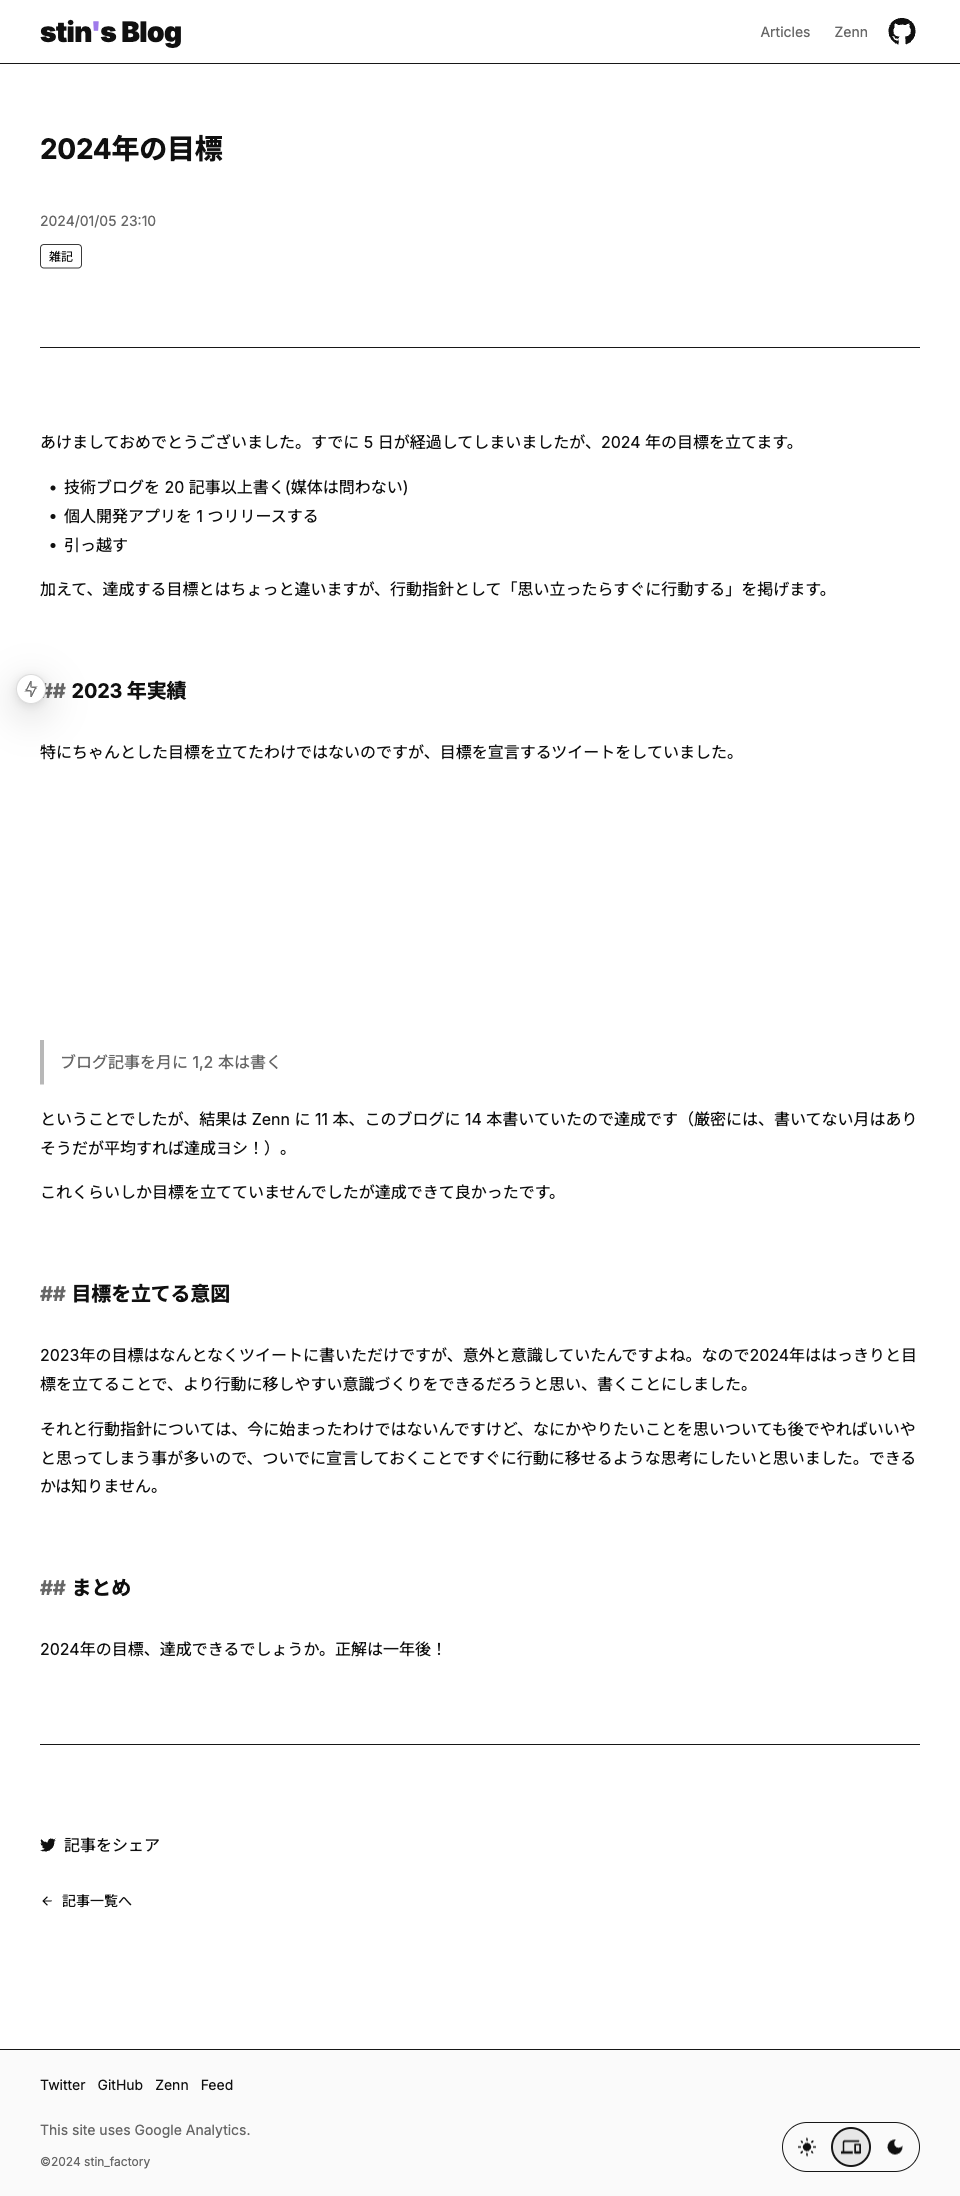 stin's Blog
Articles
Zenn
2024年の目標
2024/01/05 23:10
雑記
あけましておめでとうございました。すでに 5 日が経過してしまいましたが、2024 年の目標を立てます。
• 技術ブログを 20 記事以上書く(媒体は問わない)
• 個人開発アプリを 1 つリリースする
• 引っ越す
加えて、達成する目標とはちょっと違いますが、行動指針として「思い立ったらすぐに行動する」を掲げます。
## 2023 年実績
特にちゃんとした目標を立てたわけではないのですが、目標を宣言するツイートをしていました。
ブログ記事を月に 1,2 本は書く
ということでしたが、結果は Zenn に 11 本、このブログに 14 本書いていたので達成です（厳密には、書いてない月はあり
そうだが平均すれば達成ヨシ！）。
これくらいしか目標を立てていませんでしたが達成できて良かったです。
## 目標を立てる意図
2023年の目標はなんとなくツイートに書いただけですが、意外と意識していたんですよね。なので2024年ははっきりと目
標を立てることで、より行動に移しやすい意識づくりをできるだろうと思い、書くことにしました。
それと行動指針については、今に始まったわけではないんですけど、なにかやりたいことを思いついても後でやればいいや
と思ってしまう事が多いので、ついでに宣言しておくことですぐに行動に移せるような思考にしたいと思いました。できる
かは知りません。
## まとめ
2024年の目標、達成できるでしょうか。正解は一年後！
記事をシェア
← 記事一覧へ
Twitter GitHub Zenn Feed
This site uses Google Analytics.
©2024 stin_factory